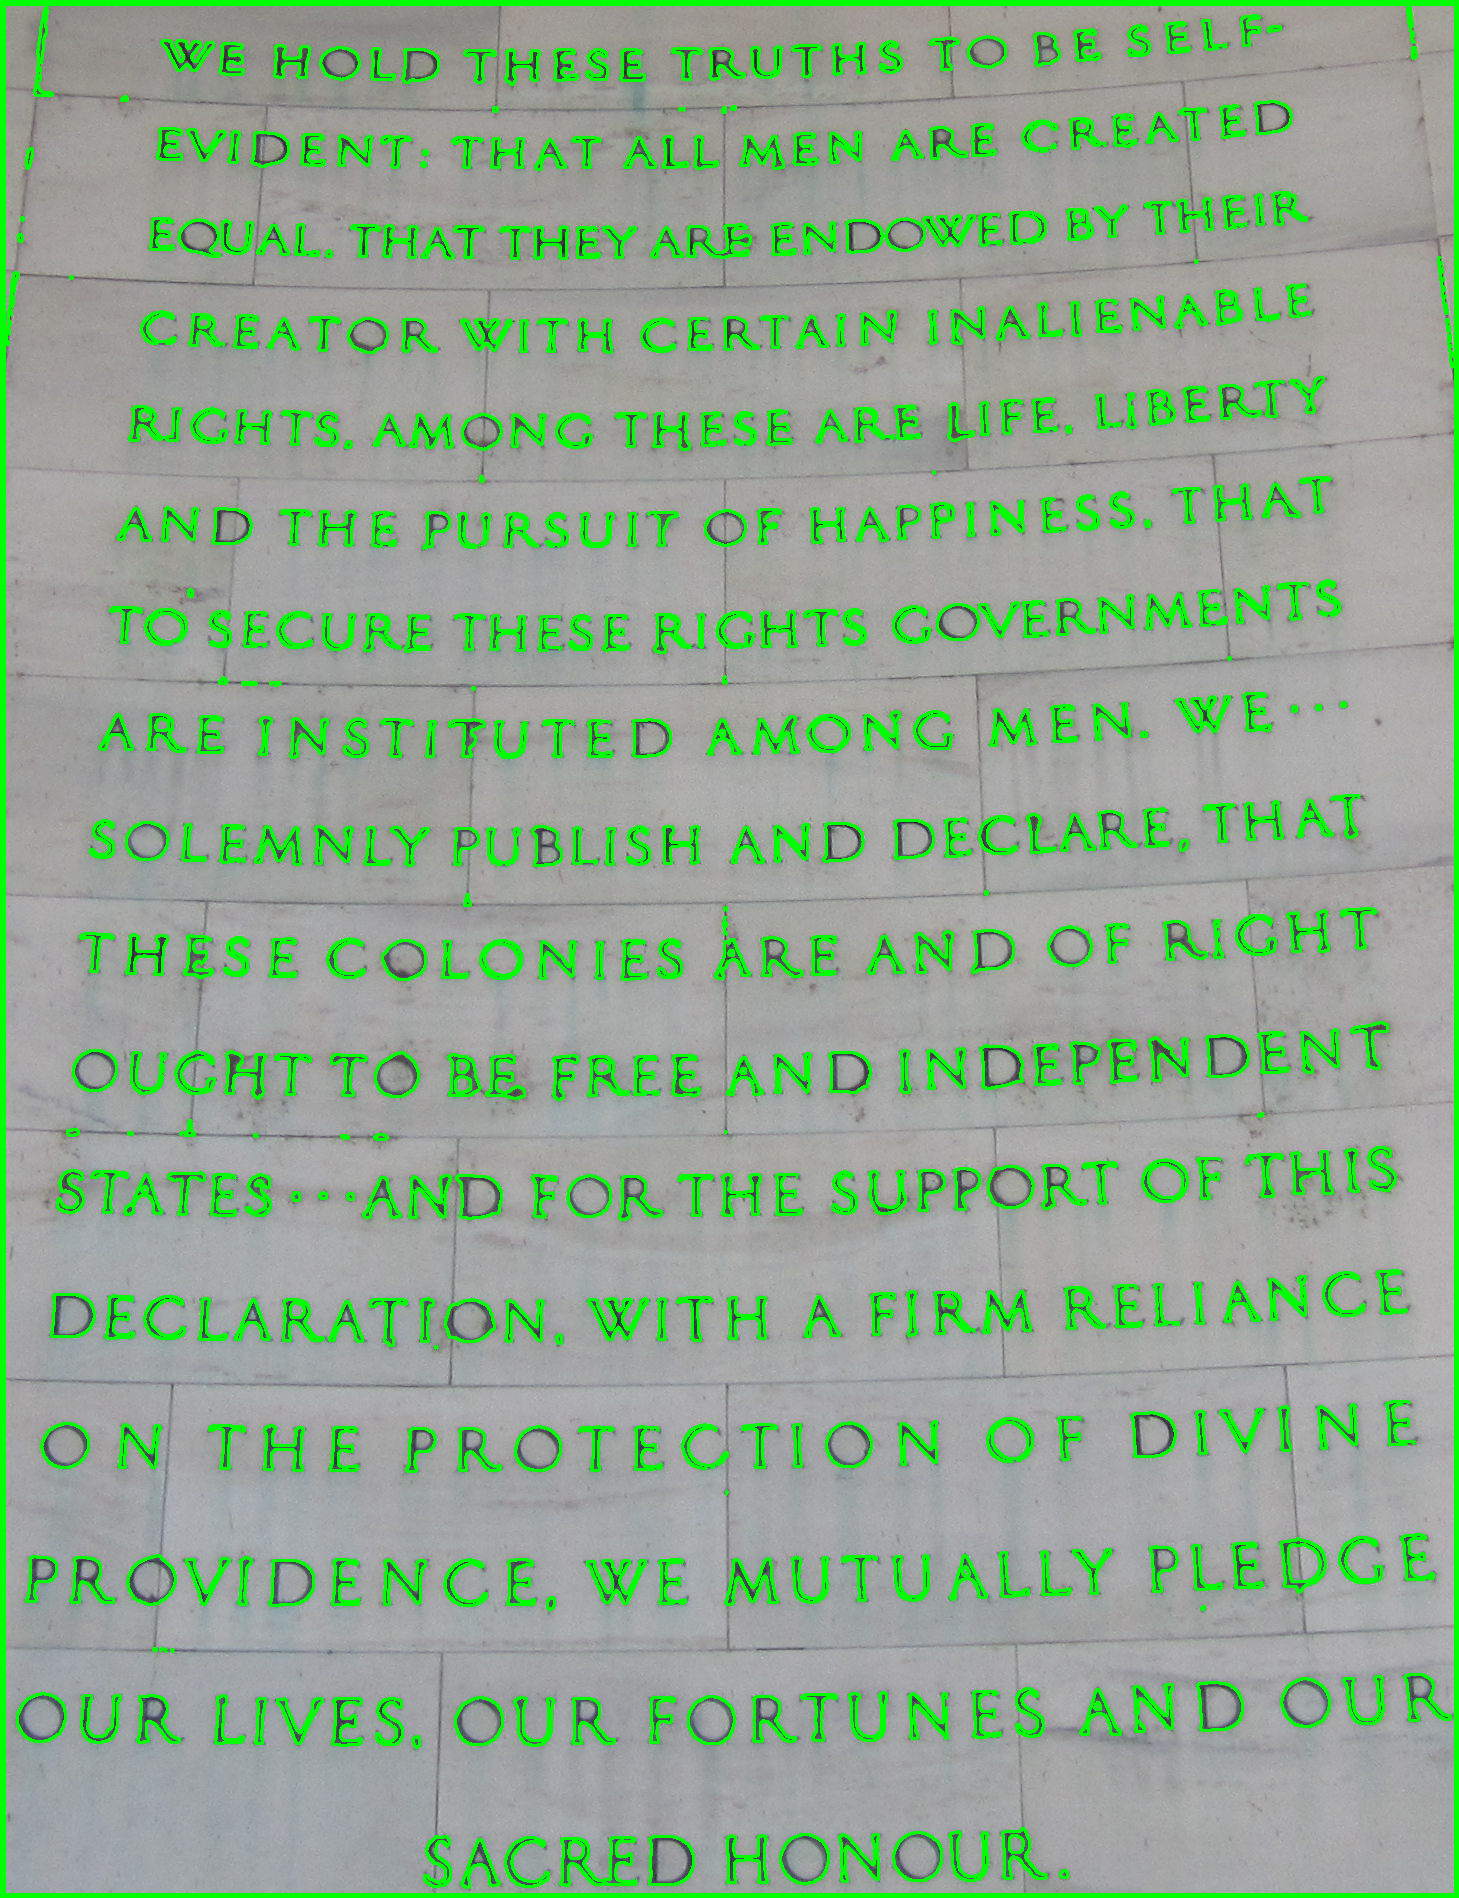 WE HOLD THESE TRUTHS TO BE SELF-
EVIDENT: THAT ALL MEN ARE CREATED
EQUAL. THAT THEY ARE ENDOWED BY THEIR
CREATOR WITH CERTAIN INALIENABLE
RIGHTS. AMONG THESE ARE LIFE. LIBERTY
AND THE PURSUIT OF HAPPINESS. THAT
TO SECURE THESE RIGHTS GOVERNMENTS
ARE INSTITUTED AMONG MEN. WE···
SOLEMNLY PUBLISH AND DECLARE, THAT
THESE COLONIES ARE AND OF RIGHT
OUGHT TO BE FREE AND INDEPENDENT
STATES···AND FOR THE SUPPORT OF THIS
DECLARATION, WITH A FIRM RELIANCE
ON THE PROTECTION OF DIVINE
PROVIDENCE, WE MUTUALLY PLEDGE
OUR LIVES, OUR FORTUNES AND OUR
SACRED HONOUR.